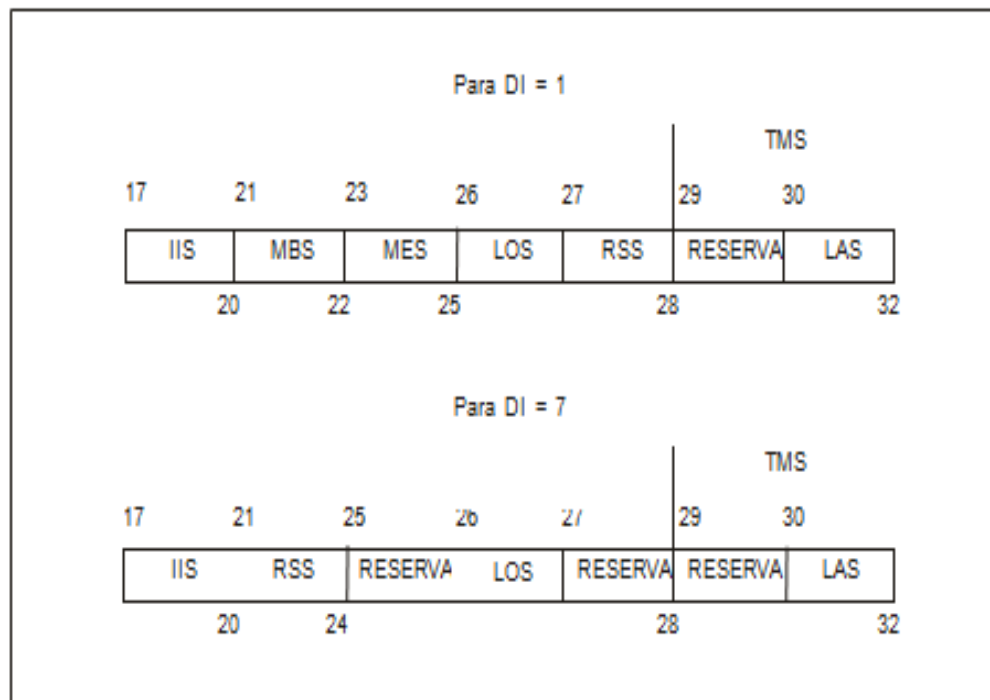 Para DI = 1
TMS
17 21 23 26 27 29 30
IIS MBS MES LOS RSS RESERVA LAS
20 22 25 28 32
Para DI = 7
TMS
17 21 25 26 27 29 30
IIS RSS RESERVA LOS RESERVA RESERVA LAS
20 24 28 32